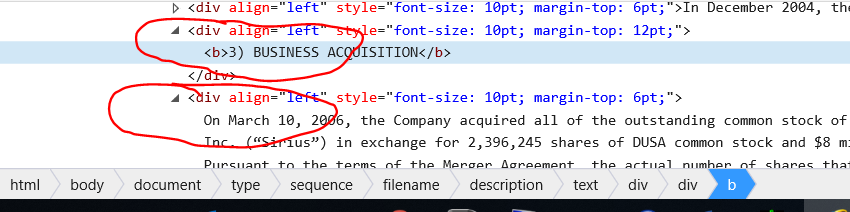 <div align="left" style="font-size: 10pt; margin-top: 6pt;">In December 2004, the
<div align="left" style="font-size: 10pt; margin-top: 12pt;">
<b>3) BUSINESS ACQUISITION</b>
</div>
<div align="left" style="font-size: 10pt; margin-top: 6pt;">
On March 10, 2006, the Company acquired all of the outstanding common stock of
Inc. (“Sirius”) in exchange for 2,396,245 shares of DUSA common stock and $8 mi
Pursuant to the terms of the Merger Agreement, the actual number of shares that
html body document type sequence filename description text div div b